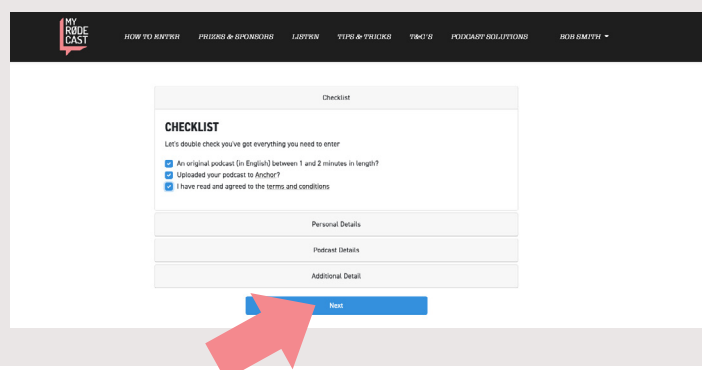 MY
RØDE
CAST
HOW TO ENTER PRIZES & SPONSORS LISTEN TIPS & TRICKS T&C'S PODCAST SOLUTIONS BOB SMITH
Checklist
CHECKLIST
Let's double check you've got everything you need to enter
An original podcast (in English) between 1 and 2 minutes in length?
Uploaded your podcast to Anchor?
I have read and agreed to the terms and conditions
Personal Details
Podcast Details
Additional Detail
Next